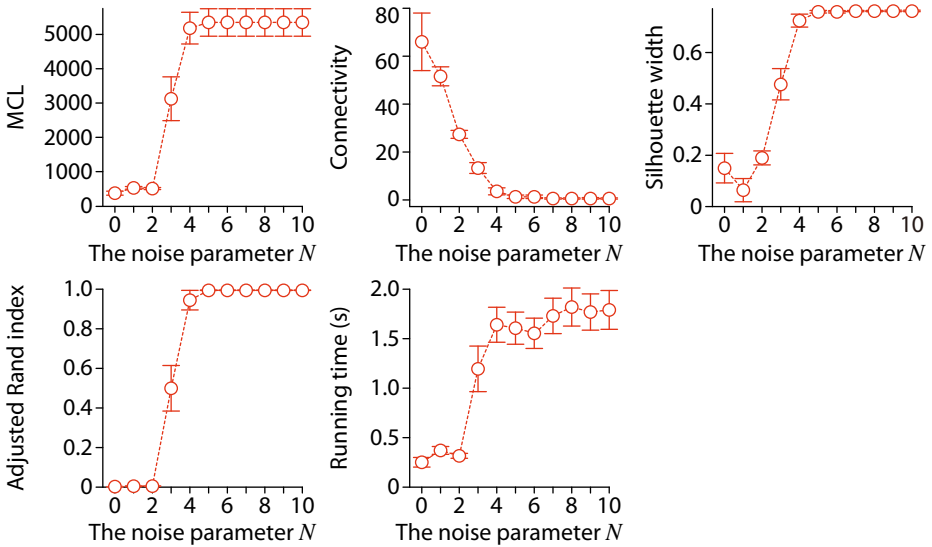 MCL
5000
4000
3000
2000
1000
0
0 2 4 6 8 10
The noise parameter N
Connectivity
80
60
40
20
0
0 2 4 6 8 10
The noise parameter N
Silhouette width
0.6
0.4
0.2
0
0 2 4 6 8 10
The noise parameter N
Adjusted Rand index
1.0
0.8
0.6
0.4
0.2
0
0 2 4 6 8 10
The noise parameter N
Running time (s)
2.0
1.5
1.0
0.5
0
0 2 4 6 8 10
The noise parameter N